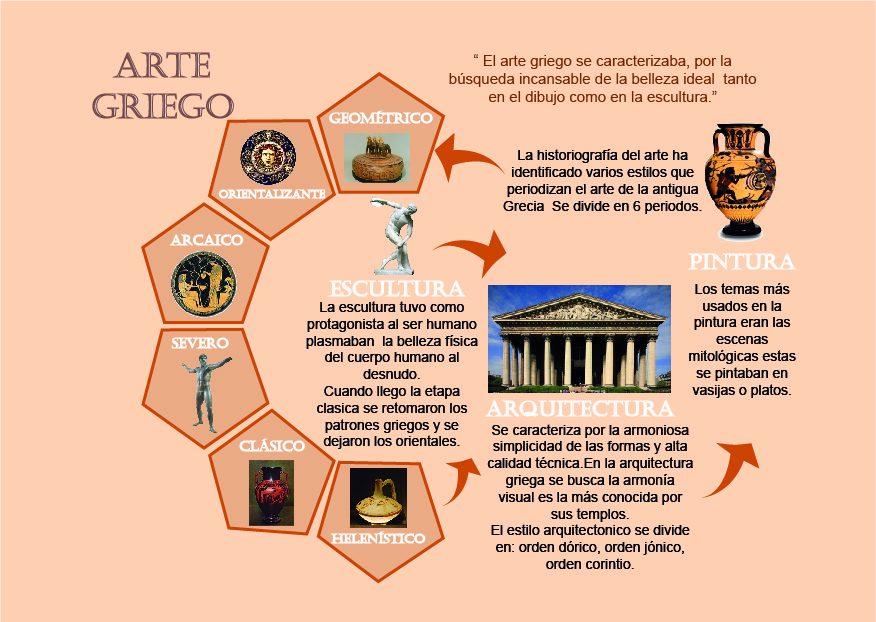 ARTE
GRIEGO
“ El arte griego se caracterizaba, por la
búsqueda incansable de la belleza ideal  tanto
en el dibujo como en la escultura.”
GEOMÉTRICO
ORIENTALIZANTE
ARCAICO
SEVERO
CLÁSICO
HELENÍSTICO
La historiografía del arte ha
identificado varios estilos que
periodizan el arte de la antigua
Grecia  Se divide en 6 periodos.
ESCULTURA
La escultura tuvo como
protagonista al ser humano
plasmaban  la belleza física
del cuerpo humano al
desnudo.
Cuando llego la etapa
clasica se retomaron los
patrones griegos y se
dejaron los orientales.
ARQUITECTURA
Se caracteriza por la armoniosa
simplicidad de las formas y alta
calidad técnica.En la arquitectura
griega se busca la armonía
visual es la más conocida por
sus templos.
El estilo arquitectonico se divide
en: orden dórico, orden jónico,
orden corintio.
PINTURA
Los temas más
usados en la
pintura eran las
escenas
mitológicas estas
se pintaban en
vasijas o platos.